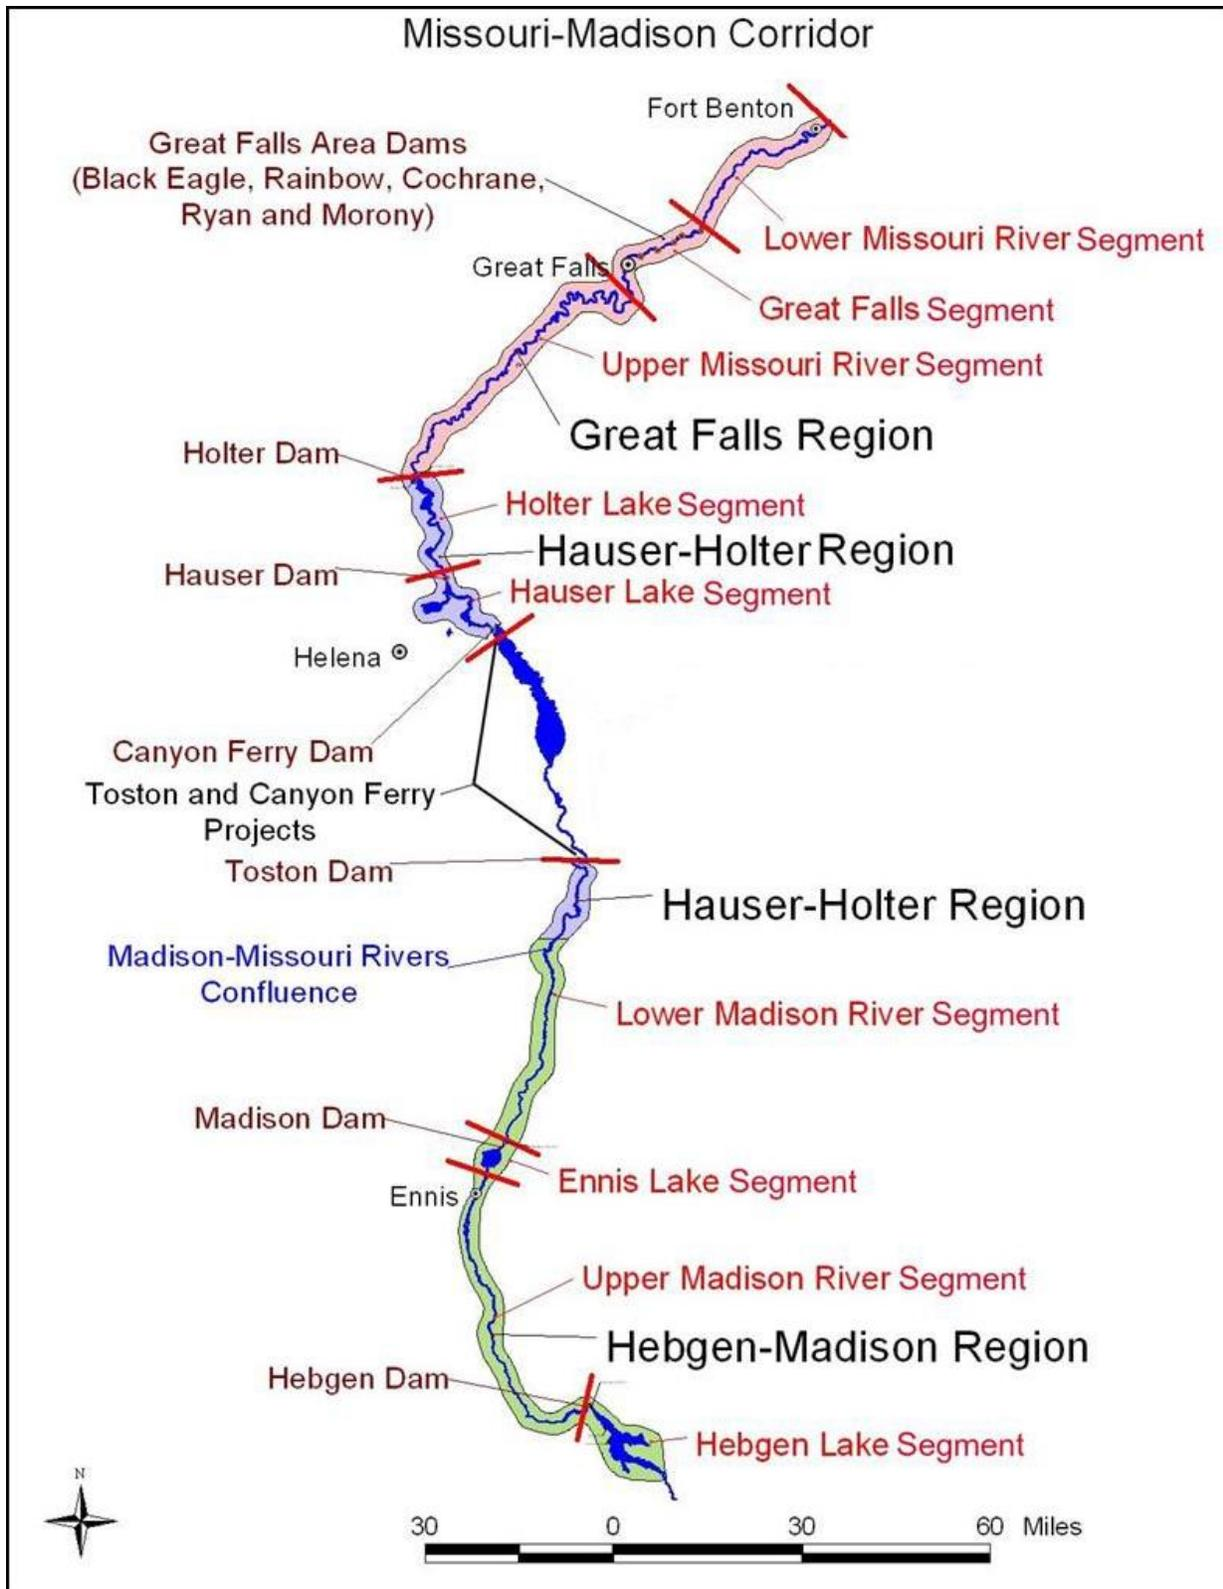 Missouri-Madison Corridor
Fort Benton
Great Falls Area Dams
(Black Eagle, Rainbow, Cochrane,
Ryan and Morony)
Lower Missouri River Segment
Great Falls
Great Falls Segment
Upper Missouri River Segment
Great Falls Region
Holter Dam
Holter Lake Segment
Hauser-Holter Region
Hauser Dam
Hauser Lake Segment
Helena
Canyon Ferry Dam
Toston and Canyon Ferry
Projects
Toston Dam
Hauser-Holter Region
Madison-Missouri Rivers
Confluence
Lower Madison River Segment
Madison Dam
Ennis Lake Segment
Ennis
Upper Madison River Segment
Hebgen-Madison Region
Hebgen Dam
Hebgen Lake Segment
N
30 0 30 60 Miles